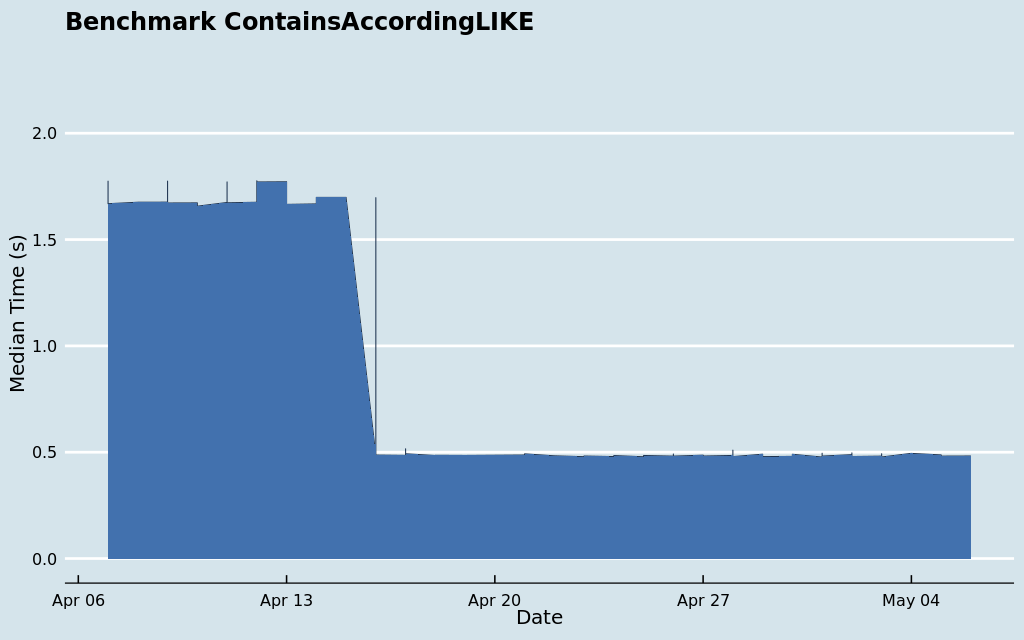 Benchmark ContainsAccordingLIKE
2.0
1.5
1.0
0.5
0.0
Median Time (s)
Apr 06 Apr 13 Apr 20 Apr 27 May 04
Date